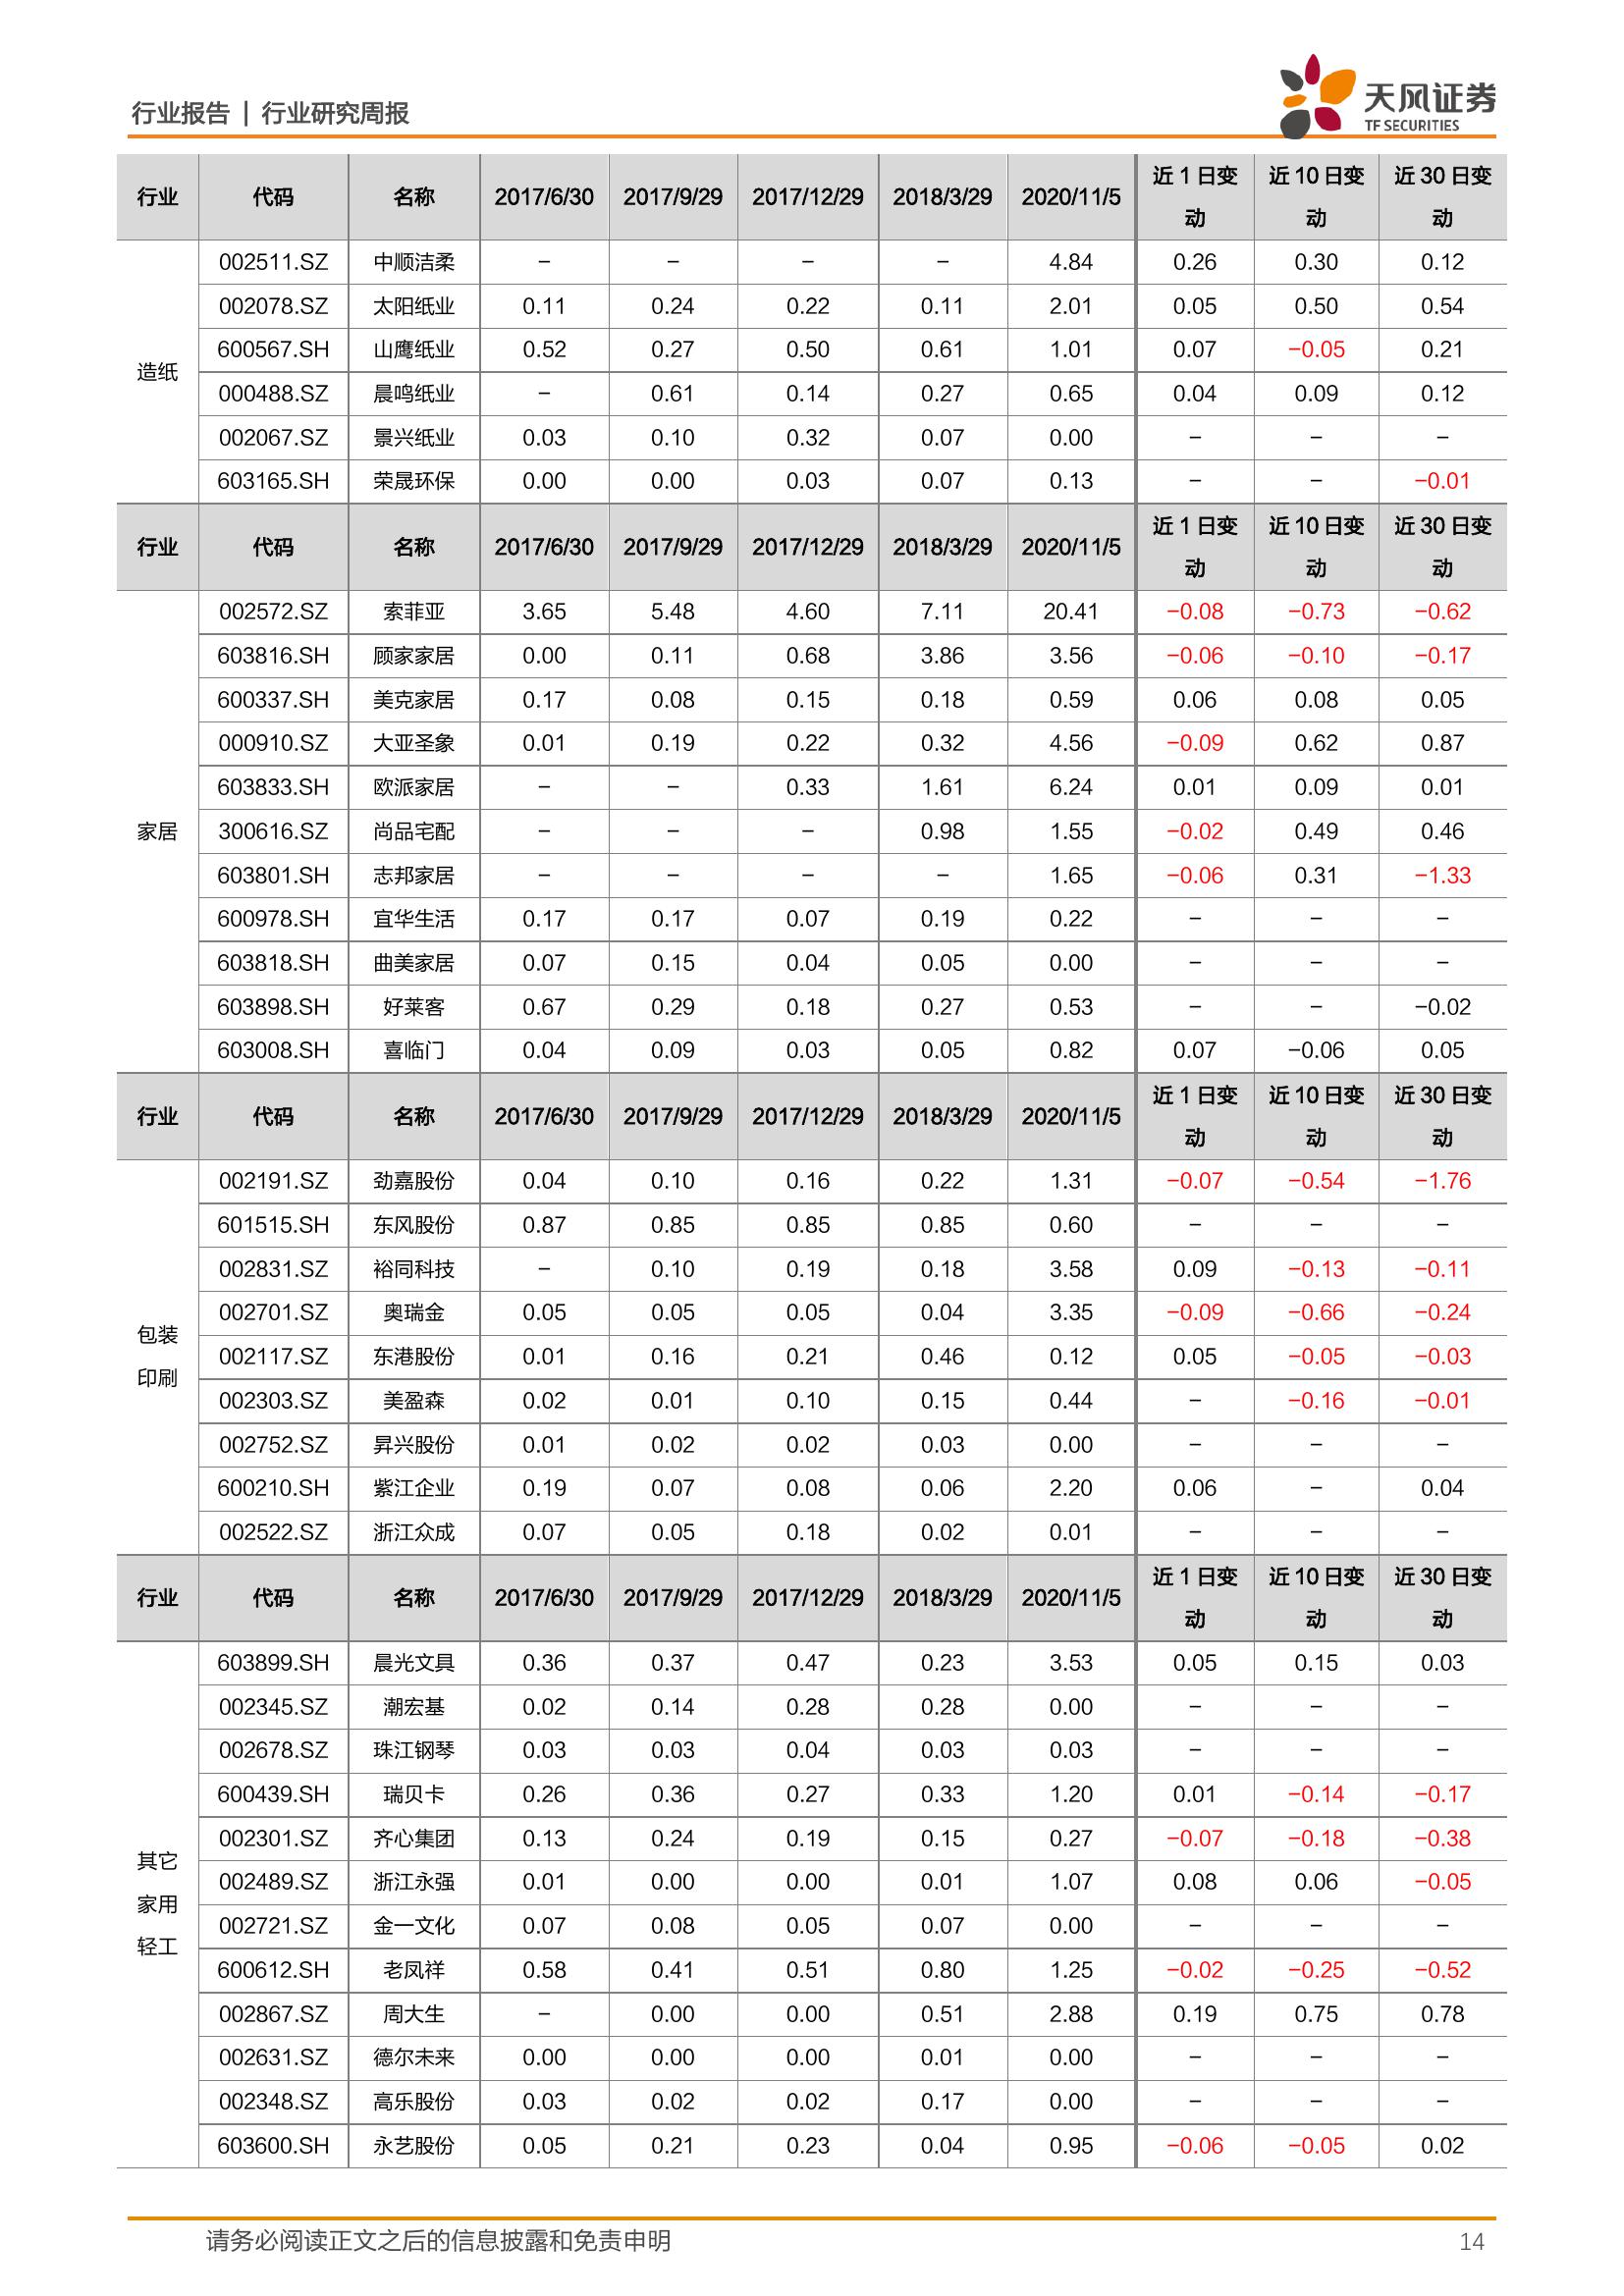 行业报告 | 行业研究周报
天风证券
TF SECURITIES
行业 代码 名称 2017/6/30 2017/9/29 2017/12/29 2018/3/29 2020/11/5 近 1 日变动 近 10 日变动 近 30 日变动
造纸
002511.SZ 中顺洁柔 – – – – 4.84 0.26 0.30 0.12
002078.SZ 太阳纸业 0.11 0.24 0.22 0.11 2.01 0.05 0.50 0.54
600567.SH 山鹰纸业 0.52 0.27 0.50 0.61 1.01 0.07 −0.05 0.21
000488.SZ 晨鸣纸业 – 0.61 0.14 0.27 0.65 0.04 0.09 0.12
002067.SZ 景兴纸业 0.03 0.10 0.32 0.07 0.00 – – –
603165.SH 荣晟环保 0.00 0.00 0.03 0.07 0.13 – – −0.01
行业 代码 名称 2017/6/30 2017/9/29 2017/12/29 2018/3/29 2020/11/5 近 1 日变动 近 10 日变动 近 30 日变动
家居
002572.SZ 索菲亚 3.65 5.48 4.60 7.11 20.41 −0.08 −0.73 −0.62
603816.SH 顾家家居 0.00 0.11 0.68 3.86 3.56 −0.06 −0.10 −0.17
600337.SH 美克家居 0.17 0.08 0.15 0.18 0.59 0.06 0.08 0.05
000910.SZ 大亚圣象 0.01 0.19 0.22 0.32 4.56 −0.09 0.62 0.87
603833.SH 欧派家居 – – 0.33 1.61 6.24 0.01 0.09 0.01
300616.SZ 尚品宅配 – – – 0.98 1.55 −0.02 0.49 0.46
603801.SH 志邦家居 – – – – 1.65 −0.06 0.31 −1.33
600978.SH 宜华生活 0.17 0.17 0.07 0.19 0.22 – – –
603818.SH 曲美家居 0.07 0.15 0.04 0.05 0.00 – – –
603898.SH 好莱客 0.67 0.29 0.18 0.27 0.53 – – −0.02
603008.SH 喜临门 0.04 0.09 0.03 0.05 0.82 0.07 −0.06 0.05
行业 代码 名称 2017/6/30 2017/9/29 2017/12/29 2018/3/29 2020/11/5 近 1 日变动 近 10 日变动 近 30 日变动
包装印刷
002191.SZ 劲嘉股份 0.04 0.10 0.16 0.22 1.31 −0.07 −0.54 −1.76
601515.SH 东风股份 0.87 0.85 0.85 0.85 0.60 – – –
002831.SZ 裕同科技 – 0.10 0.19 0.18 3.58 0.09 −0.13 −0.11
002701.SZ 奥瑞金 0.05 0.05 0.05 0.04 3.35 −0.09 −0.66 −0.24
002117.SZ 东港股份 0.01 0.16 0.21 0.46 0.12 0.05 −0.05 −0.03
002303.SZ 美盈森 0.02 0.01 0.10 0.15 0.44 – −0.16 −0.01
002752.SZ 昇兴股份 0.01 0.02 0.02 0.03 0.00 – – –
600210.SH 紫江企业 0.19 0.07 0.08 0.06 2.20 0.06 – 0.04
002522.SZ 浙江众成 0.07 0.05 0.18 0.02 0.01 – – –
行业 代码 名称 2017/6/30 2017/9/29 2017/12/29 2018/3/29 2020/11/5 近 1 日变动 近 10 日变动 近 30 日变动
其它家用轻工
603899.SH 晨光文具 0.36 0.37 0.47 0.23 3.53 0.05 0.15 0.03
002345.SZ 潮宏基 0.02 0.14 0.28 0.28 0.00 – – –
002678.SZ 珠江钢琴 0.03 0.03 0.04 0.03 0.03 – – –
600439.SH 瑞贝卡 0.26 0.36 0.27 0.33 1.20 0.01 −0.14 −0.17
002301.SZ 齐心集团 0.13 0.24 0.19 0.15 0.27 −0.07 −0.18 −0.38
002489.SZ 浙江永强 0.01 0.00 0.00 0.01 1.07 0.08 0.06 −0.05
002721.SZ 金一文化 0.07 0.08 0.05 0.07 0.00 – – –
600612.SH 老凤祥 0.58 0.41 0.51 0.80 1.25 −0.02 −0.25 −0.52
002867.SZ 周大生 – 0.00 0.00 0.51 2.88 0.19 0.75 0.78
002631.SZ 德尔未来 0.00 0.00 0.00 0.01 0.00 – – –
002348.SZ 高乐股份 0.03 0.02 0.02 0.17 0.00 – – –
603600.SH 永艺股份 0.05 0.21 0.23 0.04 0.95 −0.06 −0.05 0.02
请务必阅读正文之后的信息披露和免责申明 14